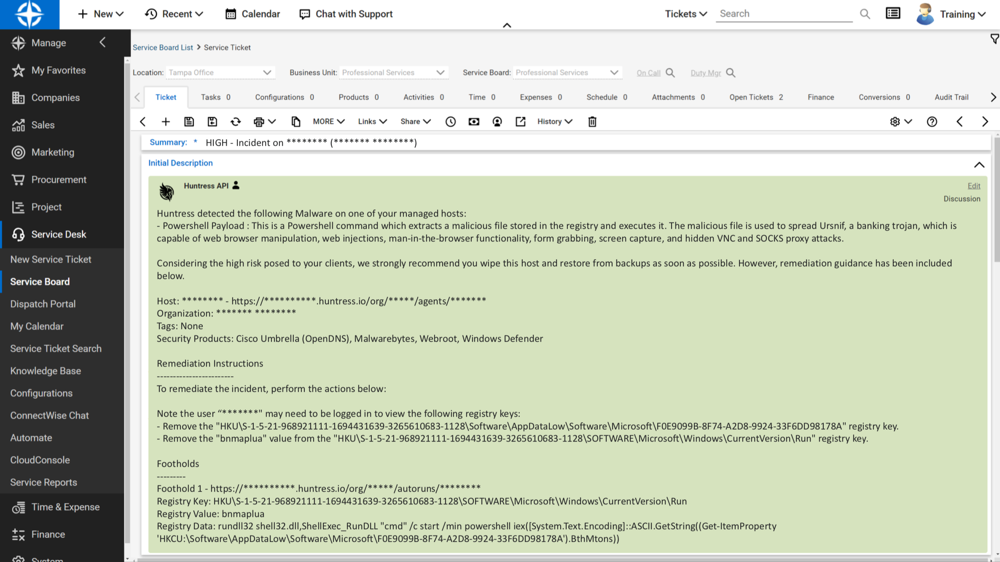 New
Recent
Calendar
Chat with Support
Tickets
Search
Training
Manage
My Favorites
Companies
Sales
Marketing
Procurement
Project
Service Desk
New Service Ticket
Service Board
Dispatch Portal
My Calendar
Service Ticket Search
Knowledge Base
Configurations
ConnectWise Chat
Automate
CloudConsole
Service Reports
Time & Expense
Finance
System
Service Board List > Service Ticket
Location: Tampa Office
Business Unit: Professional Services
Service Board: Professional Services
On Call
Duty Mgr
Ticket
Tasks 0
Configurations 0
Products 0
Activities 0
Time 0
Expenses 0
Schedule 0
Attachments 0
Open Tickets 2
Finance
Conversions 0
Audit Trail
MORE
Links
Share
History
Summary: * HIGH - Incident on ******** (******* ********)
Initial Description
Huntress API
Edit
Discussion
Huntress detected the following Malware on one of your managed hosts:
- Powershell Payload : This is a Powershell command which extracts a malicious file stored in the registry and executes it. The malicious file is used to spread Ursnif, a banking trojan, which is
capable of web browser manipulation, web injections, man-in-the-browser functionality, form grabbing, screen capture, and hidden VNC and SOCKS proxy attacks.
Considering the high risk posed to your clients, we strongly recommend you wipe this host and restore from backups as soon as possible. However, remediation guidance has been included
below.
Host: ******** - https://**********.huntress.io/org/*****/agents/*******
Organization: ******* ********
Tags: None
Security Products: Cisco Umbrella (OpenDNS), Malwarebytes, Webroot, Windows Defender
Remediation Instructions
------------------------
To remediate the incident, perform the actions below:
Note the user “*******" may need to be logged in to view the following registry keys:
- Remove the "HKU\S-1-5-21-968921111-1694431639-3265610683-1128\Software\AppDataLow\Software\Microsoft\F0E9099B-8F74-A2D8-9924-33F6DD98178A" registry key.
- Remove the "bnmaplua" value from the "HKU\S-1-5-21-968921111-1694431639-3265610683-1128\SOFTWARE\Microsoft\Windows\CurrentVersion\Run" registry key.
Footholds
---------
Foothold 1 - https://**********.huntress.io/org/*****/autoruns/********
Registry Key: HKU\S-1-5-21-968921111-1694431639-3265610683-1128\SOFTWARE\Microsoft\Windows\CurrentVersion\Run
Registry Value: bnmaplua
Registry Data: rundll32 shell32.dll,ShellExec_RunDLL "cmd" /c start /min powershell iex([System.Text.Encoding]::ASCII.GetString((Get-ItemProperty
'HKCU:\Software\AppDataLow\Software\Microsoft\F0E9099B-8F74-A2D8-9924-33F6DD98178A').BthMtons))